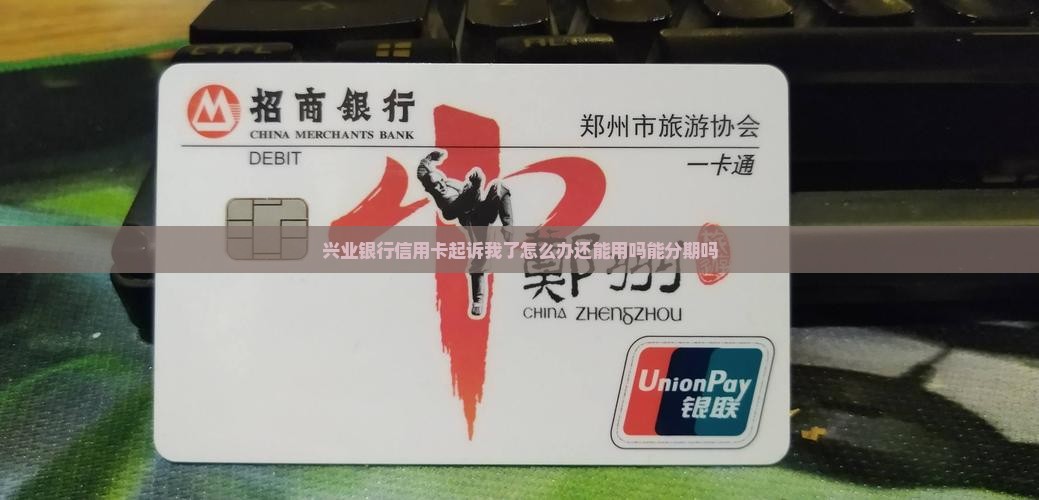 招商銀行
CHINA MERCHANTS BANK
DEBIT
郑州市旅游协会
一卡通
兴业银行信用卡起诉我了怎么办还能用吗能分期吗
鄭州
CHINA ZHENGZHOU
UnionPay
银联